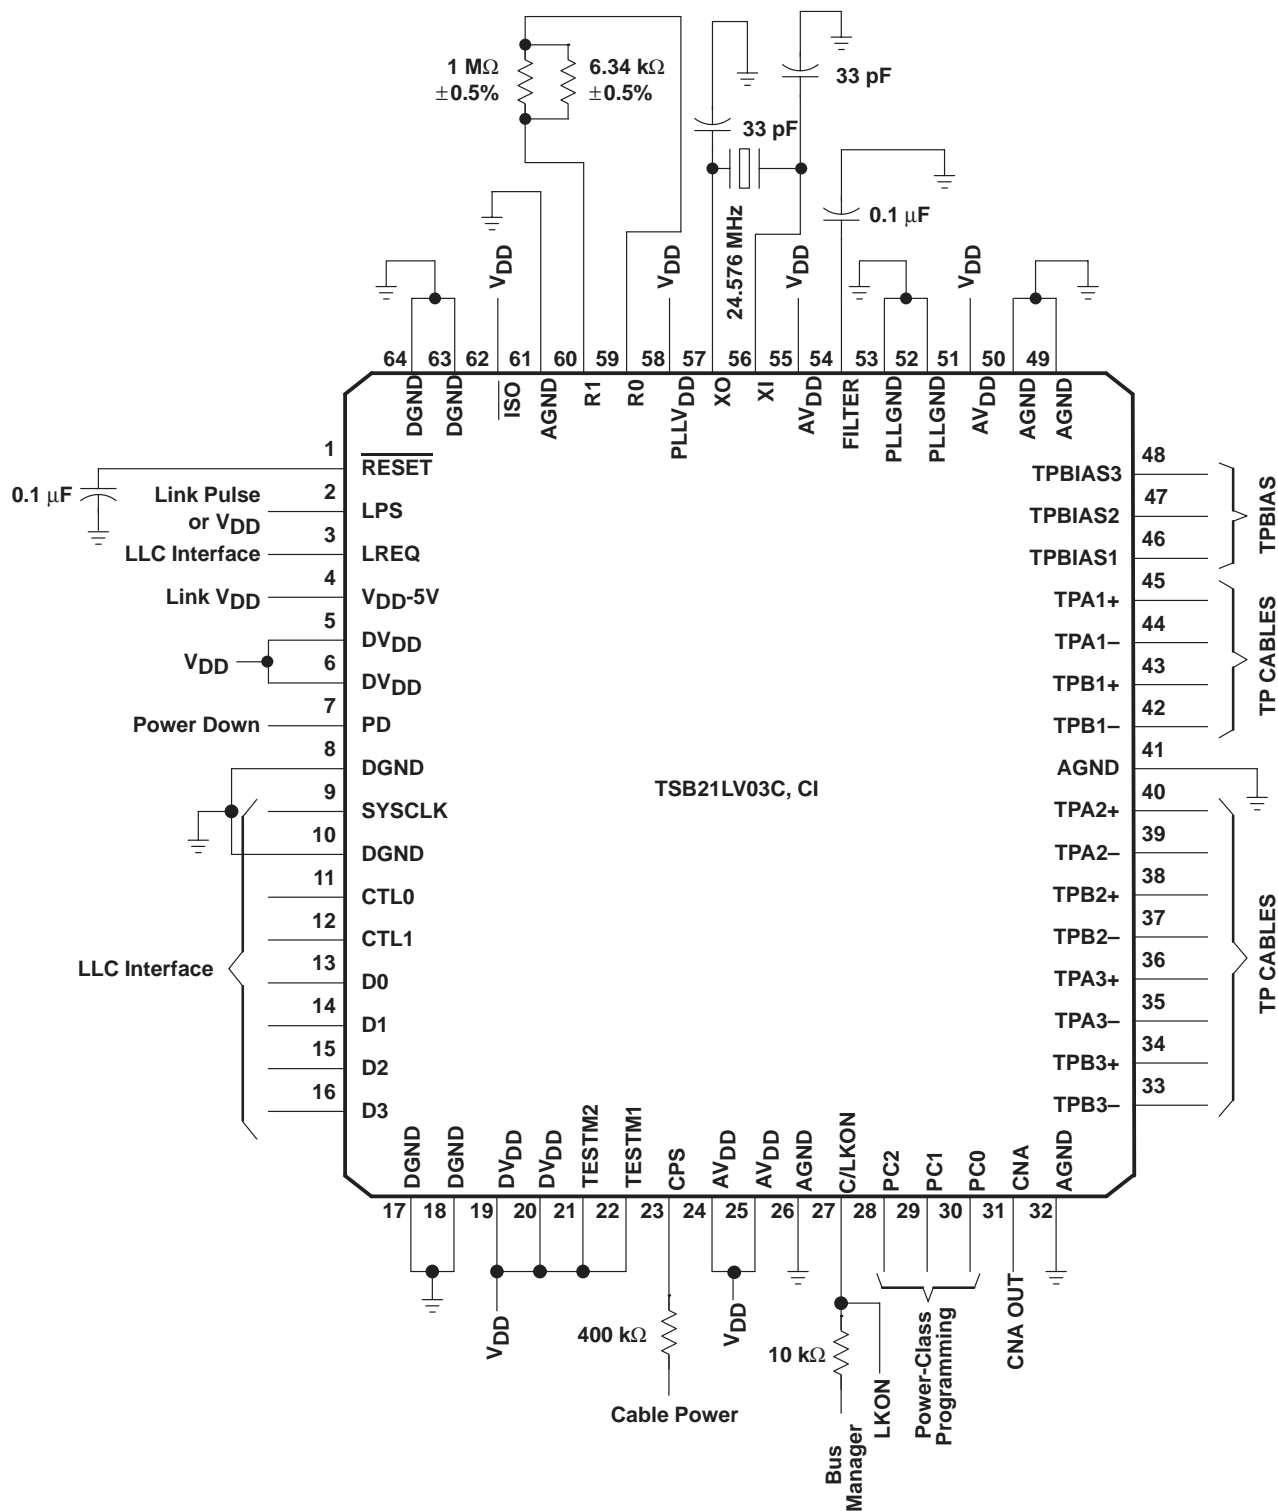 1 MΩ
±0.5%
6.34 kΩ
±0.5%
33 pF
33 pF
24.576 MHz
0.1 µF
VDD
VDD
VDD
VDD
64 63 62 61 60 59 58 57 56 55 54 53 52 51 50 49
DGND
DGND
ISO
AGND
R1
R0
PLLVDD
XO
XI
AVDD
FILTER
PLLGND
PLLGND
AVDD
AGND
AGND
0.1 µF
1
RESET
Link Pulse
or VDD
2
LPS
LLC Interface
3
LREQ
Link VDD
4
VDD-5V
VDD
5
DVDD
6
DVDD
Power Down
7
PD
8
DGND
9
SYSCLK
10
DGND
11
CTL0
12
CTL1
LLC Interface
13
D0
14
D1
15
D2
16
D3
TSB21LV03C, CI
48
TPBIAS3
47
TPBIAS2
46
TPBIAS1
TPBIAS
45
TPA1+
44
TPA1–
43
TPB1+
42
TPB1–
TP CABLES
41
AGND
40
TPA2+
39
TPA2–
38
TPB2+
37
TPB2–
36
TPA3+
35
TPA3–
34
TPB3+
33
TPB3–
TP CABLES
DGND
DGND
DVDD
DVDD
TESTM2
TESTM1
CPS
AVDD
AVDD
AGND
C/LKON
PC2
PC1
PC0
CNA
AGND
17 18 19 20 21 22 23 24 25 26 27 28 29 30 31 32
VDD
400 kΩ
Cable Power
VDD
10 kΩ
Bus
Manager
LKON
Power-Class
Programming
CNA OUT